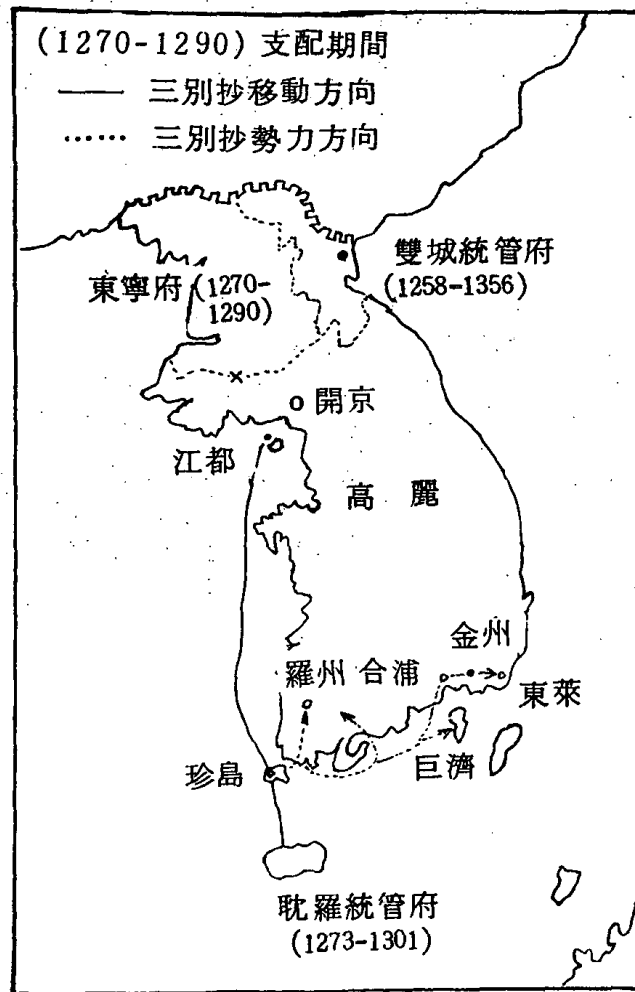 (1270-1290) 支配期間
三別抄移動方向
三別抄勢力方向
雙城統管府
(1258-1356)
東寧府 (1270-
1290)
開京
江都
高麗
金州
羅州 合浦
東萊
珍島
巨濟
耽羅統管府
(1273-1301)